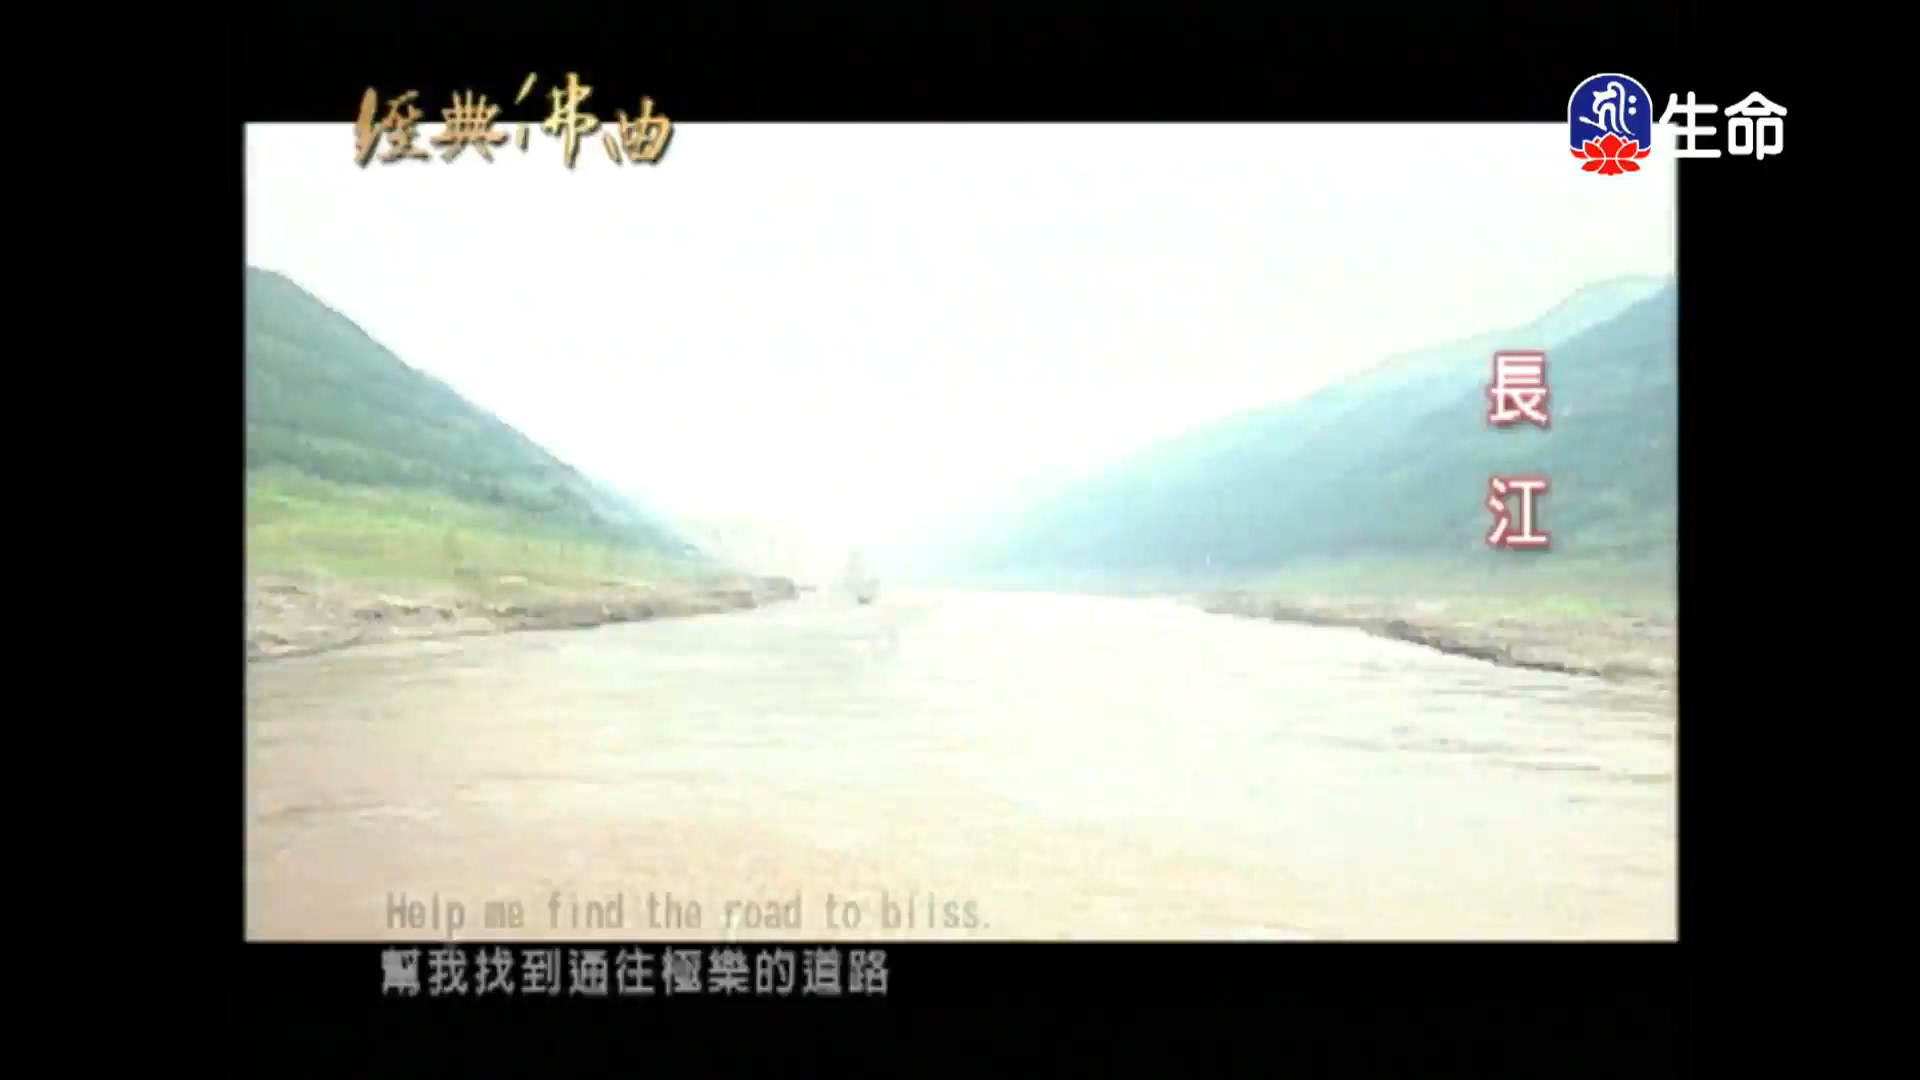 經典佛曲
生命
長江
Help me find the road to bliss.
幫我找到通往極樂的道路